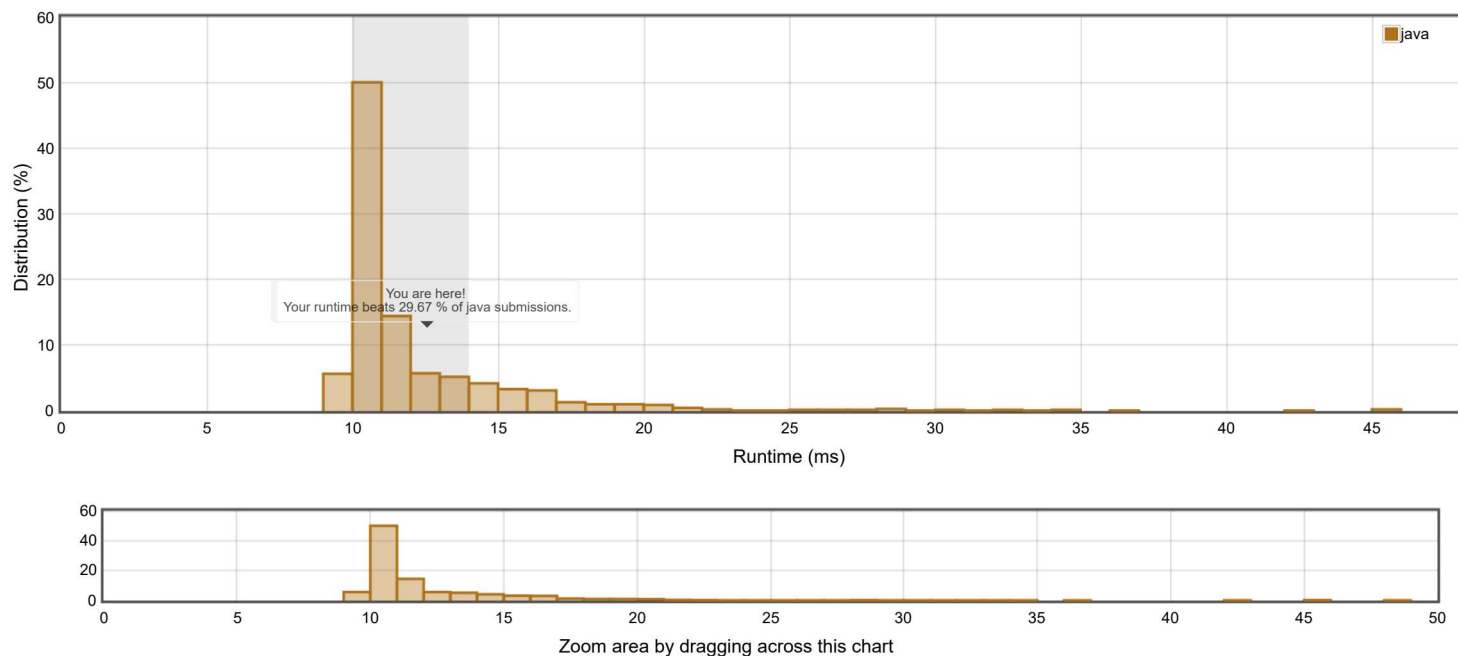 60
java
50
40
Distribution (%)
30
20
You are here!
Your runtime beats 29.67 % of java submissions.
10
0
0 5 10 15 20 25 30 35 40 45
Runtime (ms)
60
40
20
0
0 5 10 15 20 25 30 35 40 45 50
Zoom area by dragging across this chart